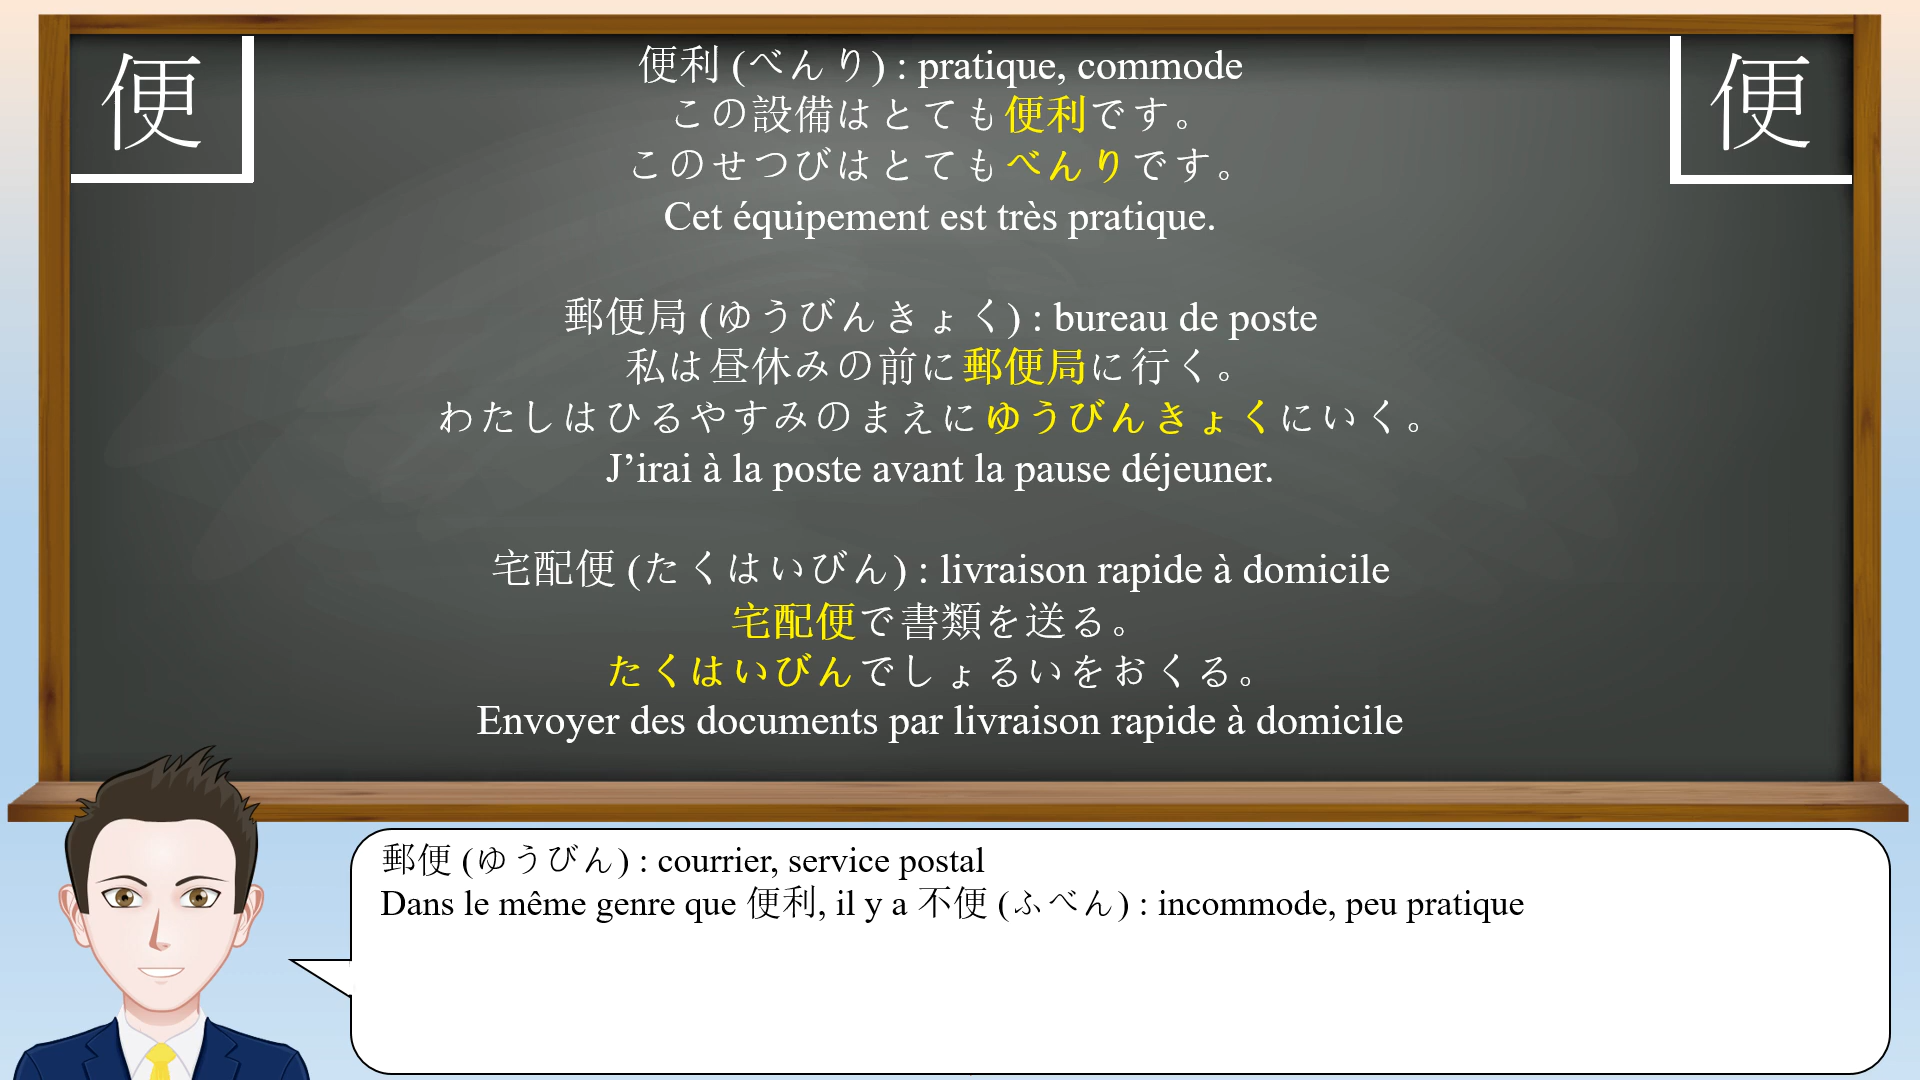 便
便
便利 (べんり) : pratique, commode
この設備はとても便利です。
このせつびはとてもべんりです。
Cet équipement est très pratique.
郵便局 (ゆうびんきょく) : bureau de poste
私は昼休みの前に郵便局に行く。
わたしはひるやすみのまえにゆうびんきょくにいく。
J’irai à la poste avant la pause déjeuner.
宅配便 (たくはいびん) : livraison rapide à domicile
宅配便で書類を送る。
たくはいびんでしょるいをおくる。
Envoyer des documents par livraison rapide à domicile
郵便 (ゆうびん) : courrier, service postal
Dans le même genre que 便利, il y a 不便 (ふべん) : incommode, peu pratique